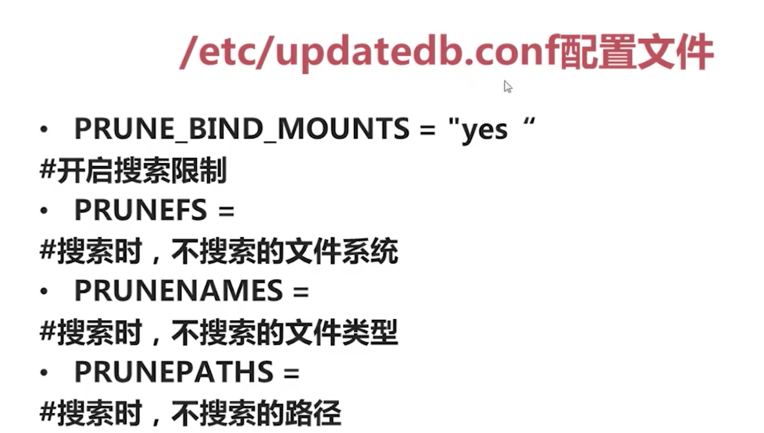 /etc/updatedb.conf配置文件
• PRUNE_BIND_MOUNTS = "yes “
#开启搜索限制
• PRUNEFS =
#搜索时，不搜索的文件系统
• PRUNENAMES =
#搜索时，不搜索的文件类型
• PRUNEPATHS =
#搜索时，不搜索的路径